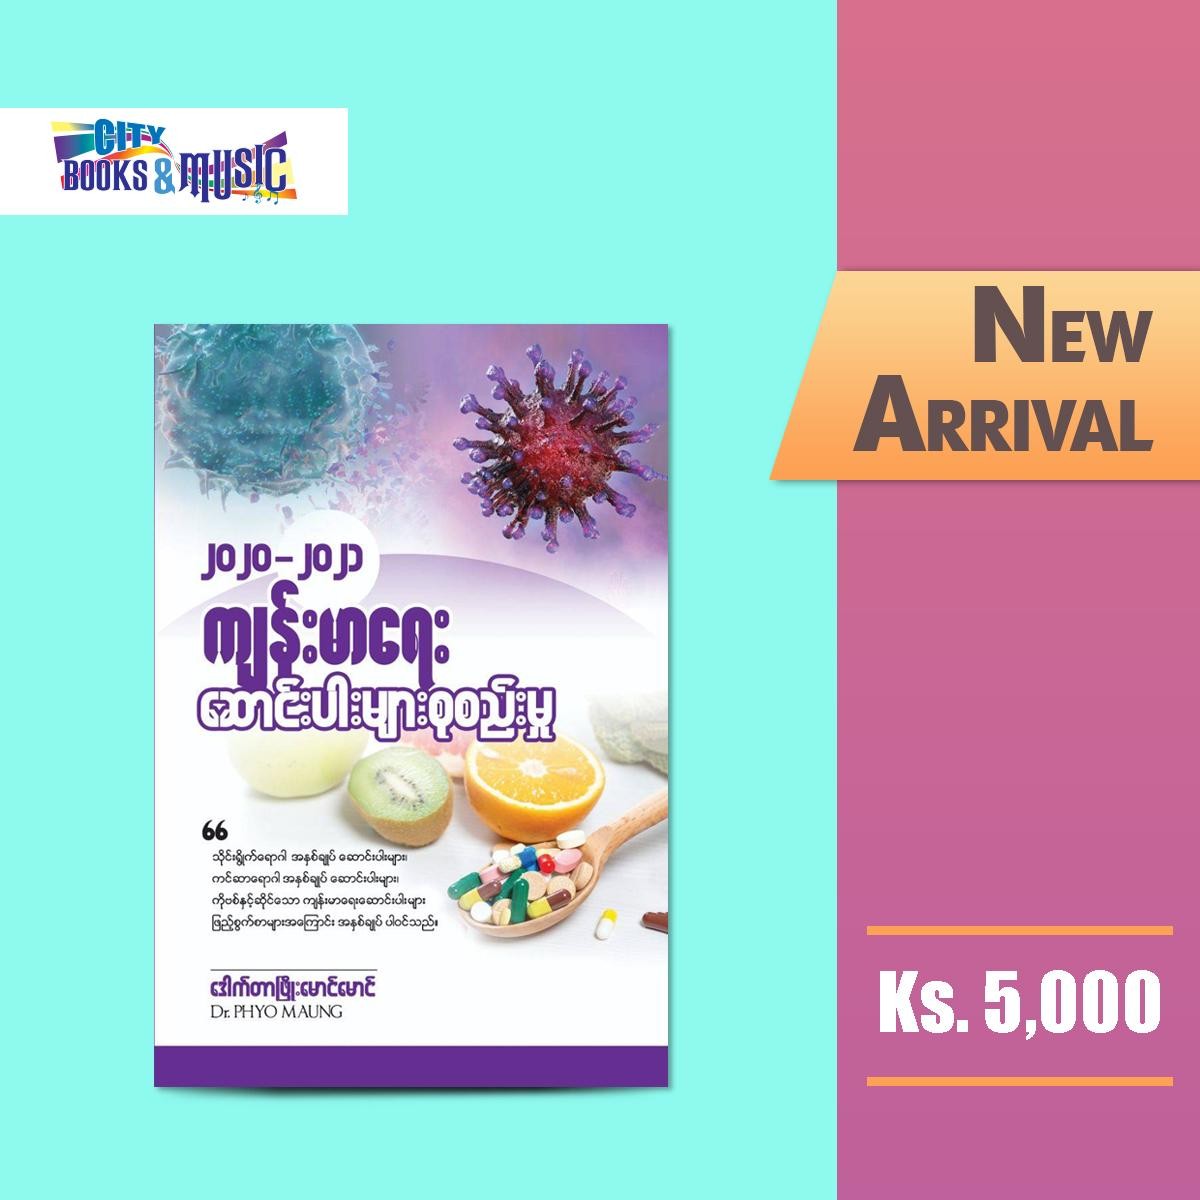 CITY
BOOKS & MUSIC
NEW
ARRIVAL
၂၀၂၀ – ၂၀၂၁
ကျန်းမာရေး
ဆောင်းပါးများစုစည်းမှု
“
သိုင်းရွိုက်ရောဂါ အနှစ်ချုပ် ဆောင်းပါးများ၊
ကင်ဆာရောဂါ အနှစ်ချုပ် ဆောင်းပါးများ၊
ကိုဗစ်နှင့်ဆိုင်သော ကျန်းမာရေးဆောင်းပါးများ
ဖြည့်စွက်စာများအကြောင်း အနှစ်ချုပ် ပါဝင်သည်။
ဒေါက်တာဖြိုးမောင်မောင်
Dr. PHYO MAUNG
Ks. 5,000